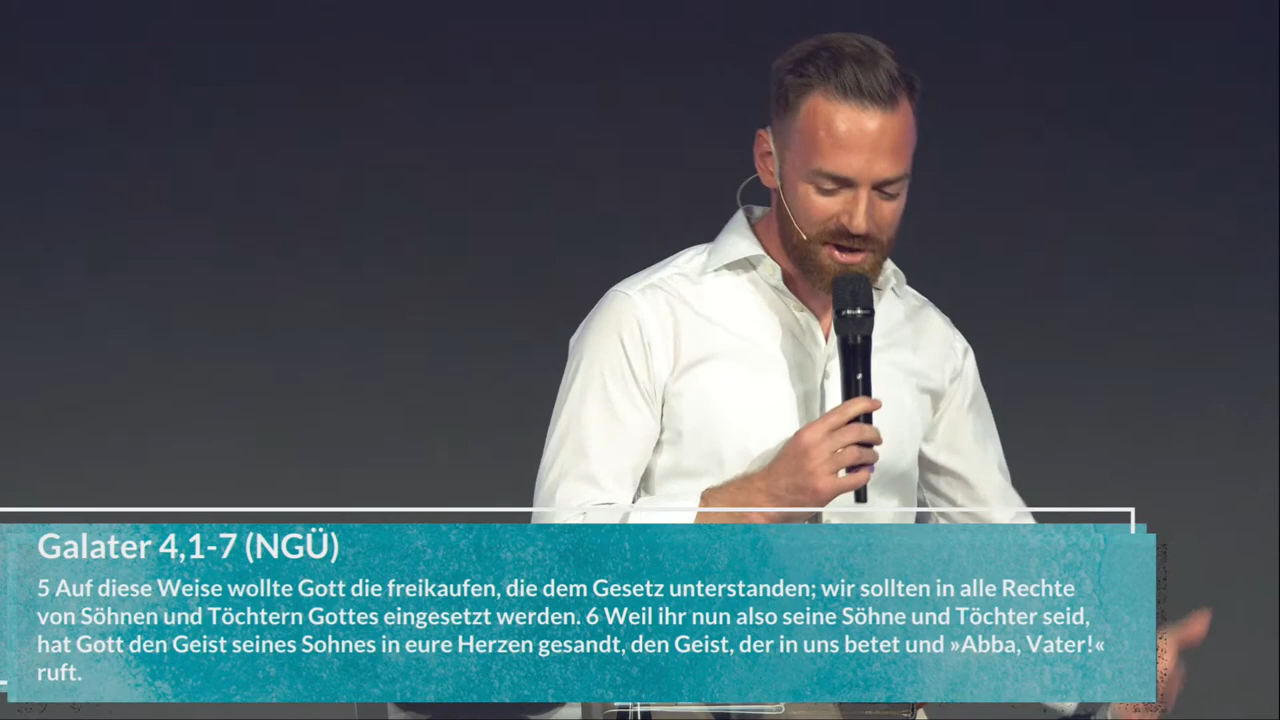 Galater 4,1-7 (NGÜ)
5 Auf diese Weise wollte Gott die freikaufen, die dem Gesetz unterstanden; wir sollten in alle Rechte
von Söhnen und Töchtern Gottes eingesetzt werden. 6 Weil ihr nun also seine Söhne und Töchter seid,
hat Gott den Geist seines Sohnes in eure Herzen gesandt, den Geist, der in uns betet und »Abba, Vater!«
ruft.